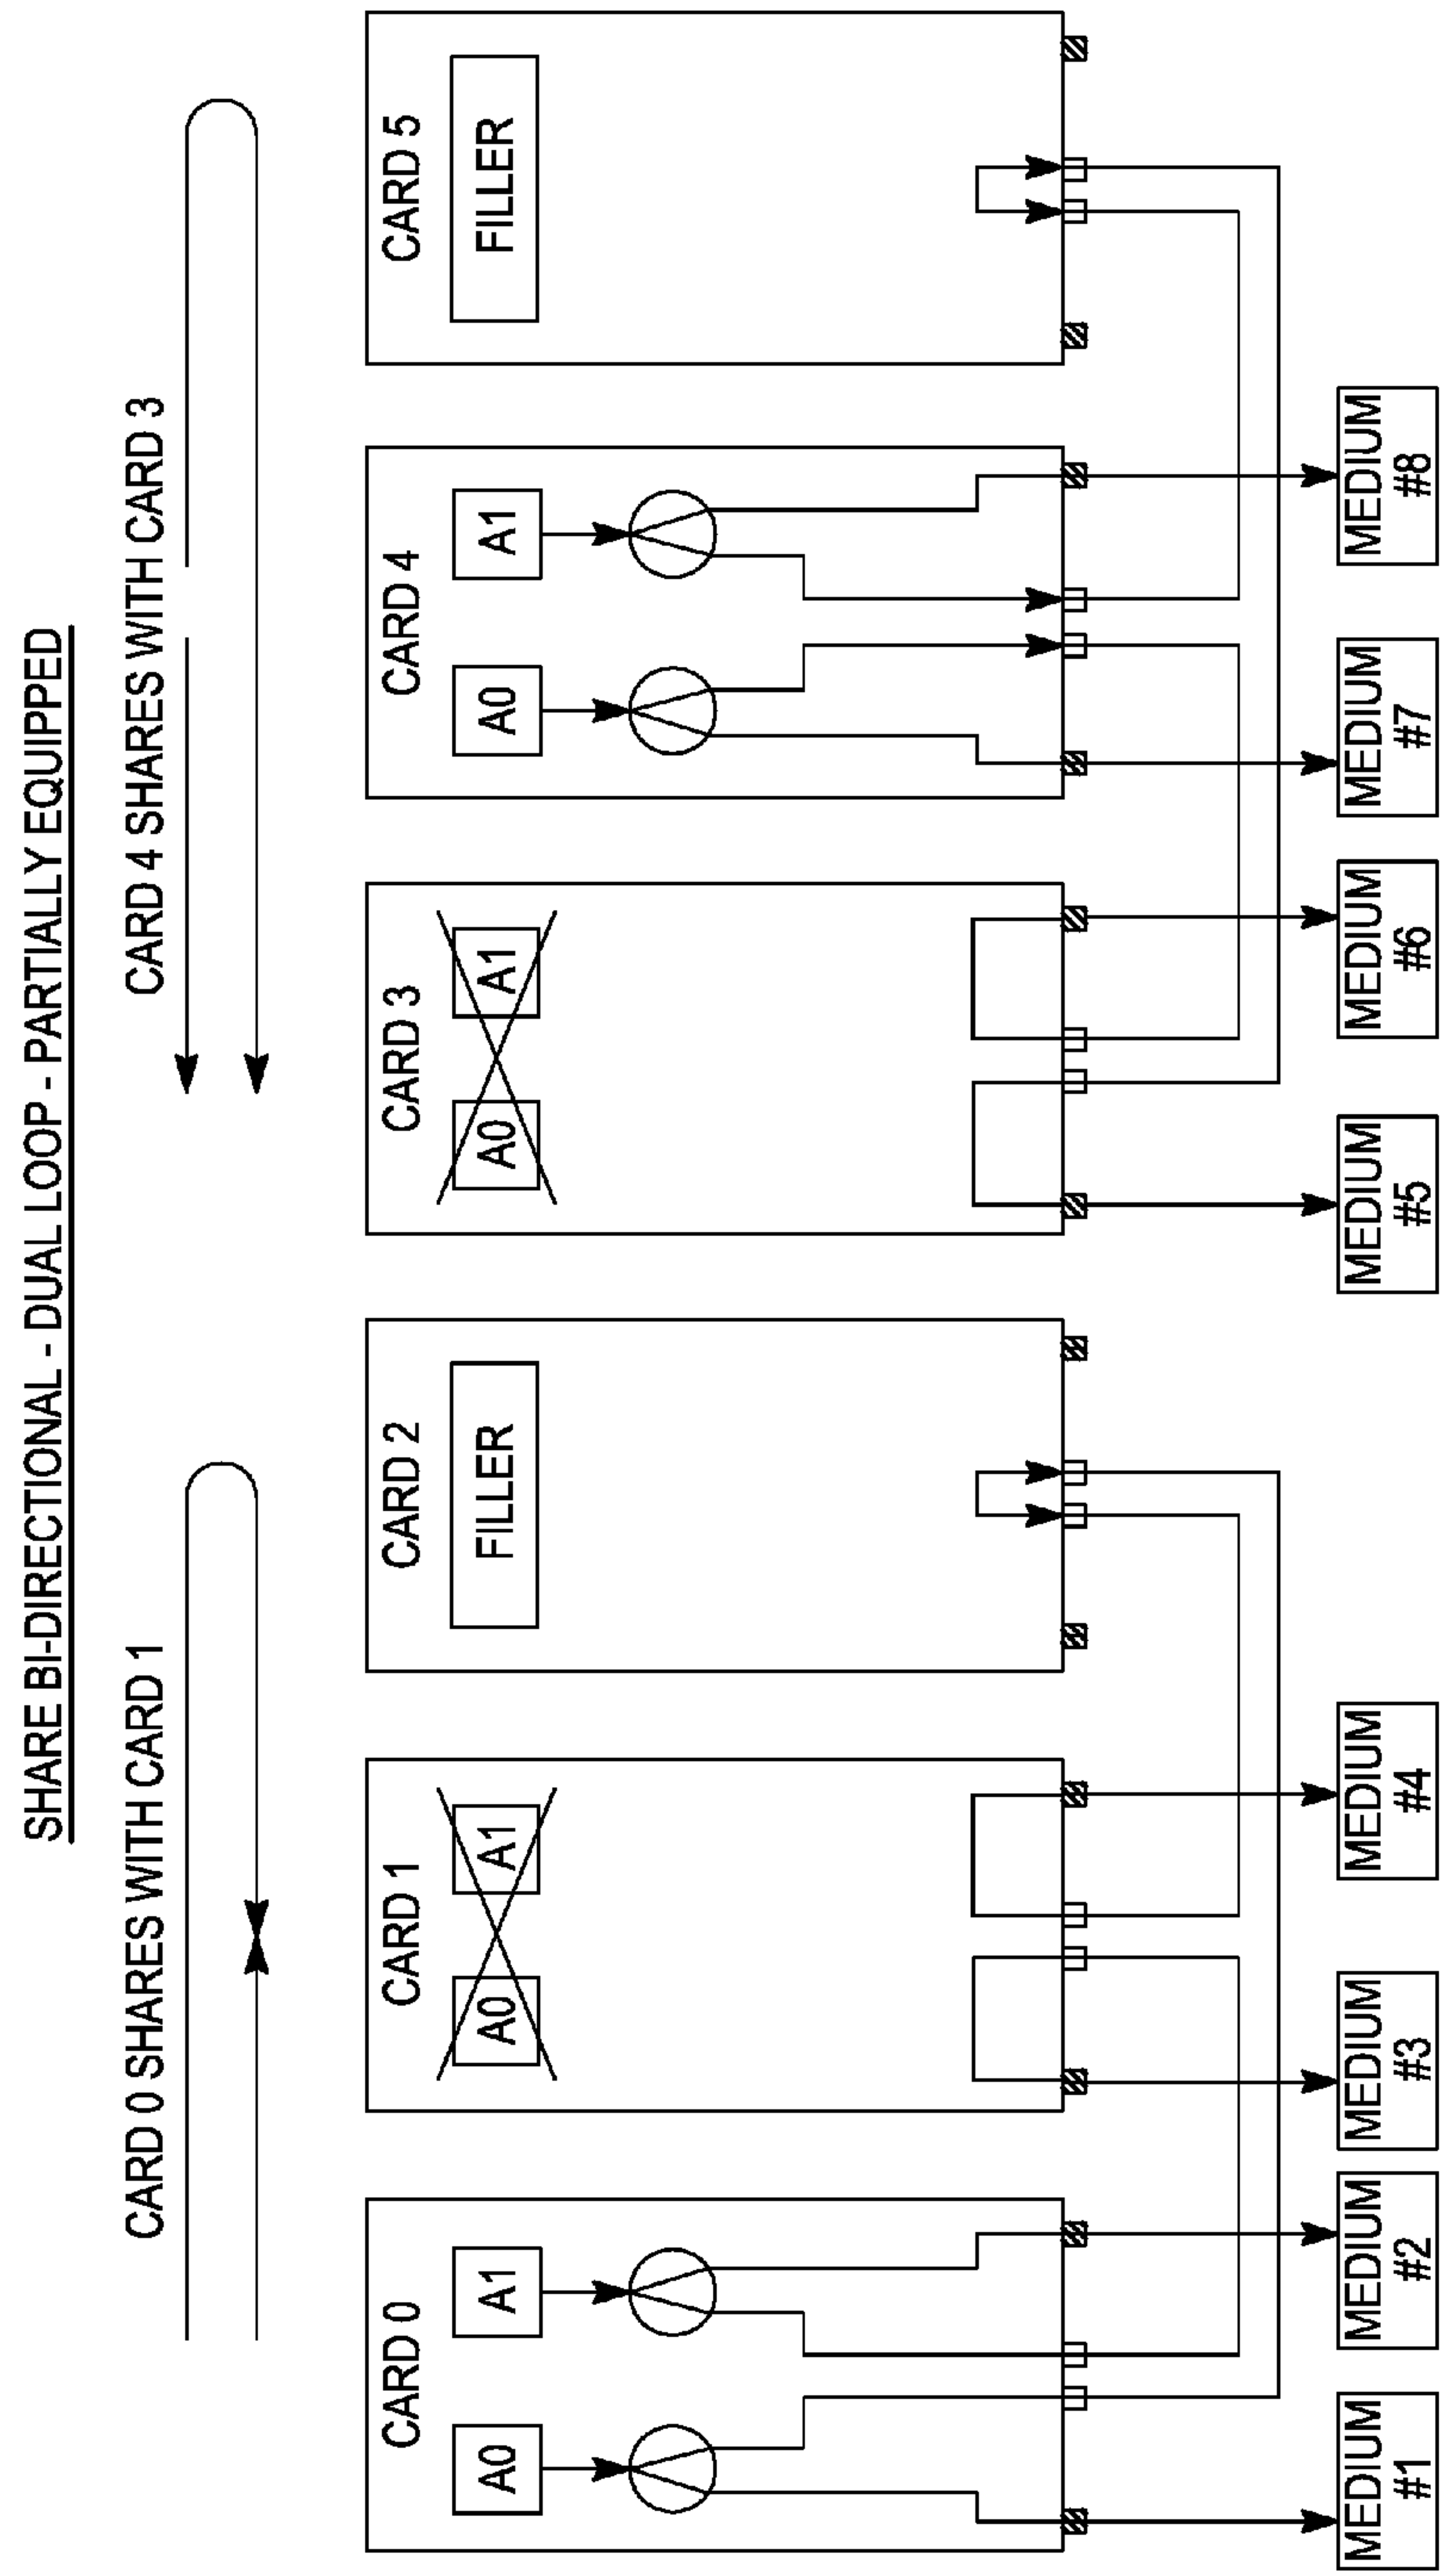 SHARE BI-DIRECTIONAL - DUAL LOOP - PARTIALLY EQUIPPED
CARD 0 SHARES WITH CARD 1
CARD 4 SHARES WITH CARD 3
CARD 0
A0
A1
CARD 1
A0
A1
CARD 2
FILLER
CARD 3
A0
A1
CARD 4
A0
A1
CARD 5
FILLER
MEDIUM
#1
MEDIUM
#2
MEDIUM
#3
MEDIUM
#4
MEDIUM
#5
MEDIUM
#6
MEDIUM
#7
MEDIUM
#8